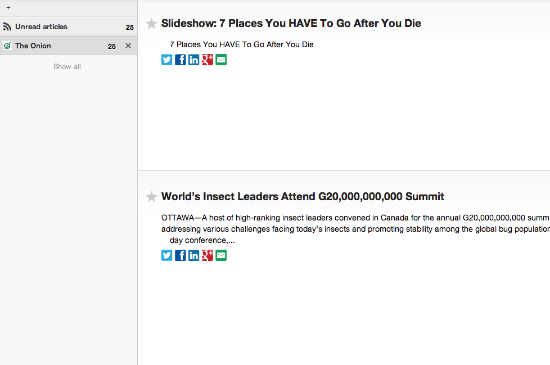 +
Unread articles 25
The Onion 25 ×
Show all
Slideshow: 7 Places You HAVE To Go After You Die
7 Places You HAVE To Go After You Die
World's Insect Leaders Attend G20,000,000,000 Summit
OTTAWA—A host of high-ranking insect leaders convened in Canada for the annual G20,000,000,000 summ
addressing various challenges facing today's insects and promoting stability among the global bug population
day conference,...